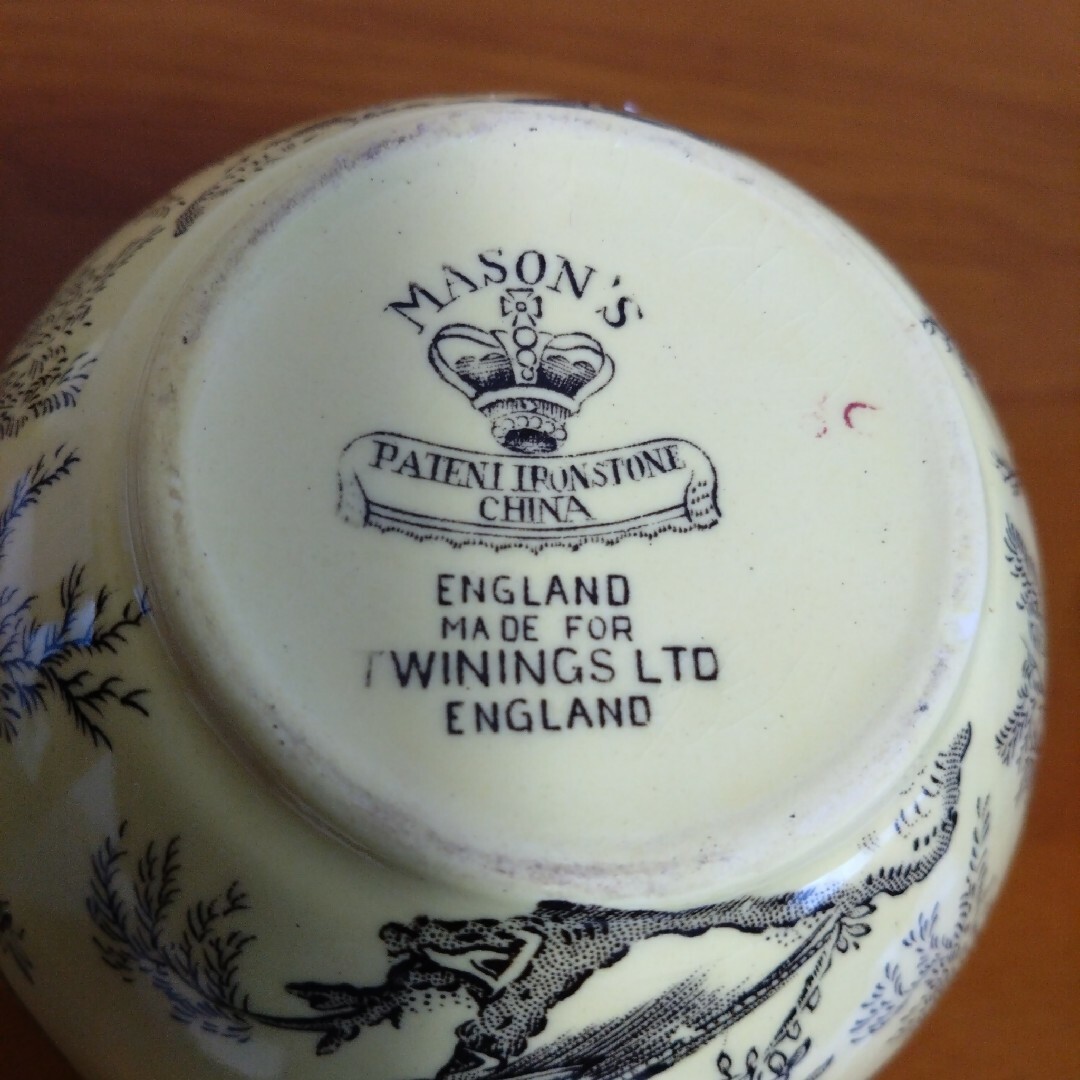 MASON'S
PATENT IRONSTONE
CHINA
ENGLAND
MADE FOR
TWININGS LTD
ENGLAND